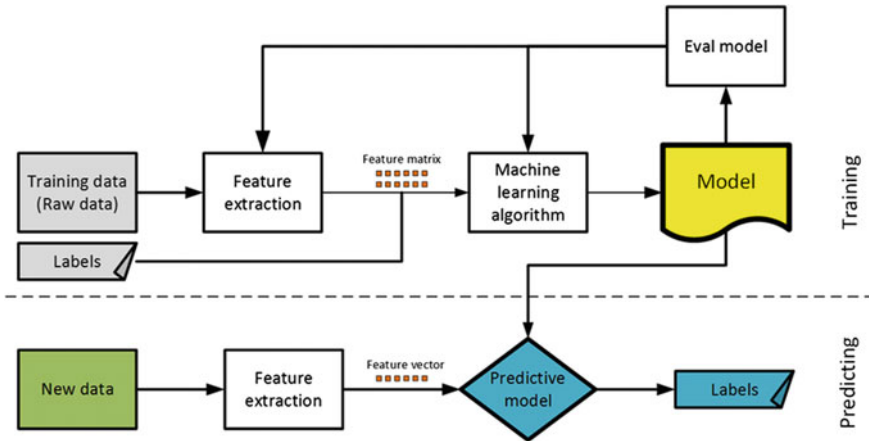 Eval model
Feature matrix
Training data
(Raw data)
Feature
extraction
Machine
learning
algorithm
Model
Training
Labels
Feature vector
New data
Feature
extraction
Predictive
model
Labels
Predicting